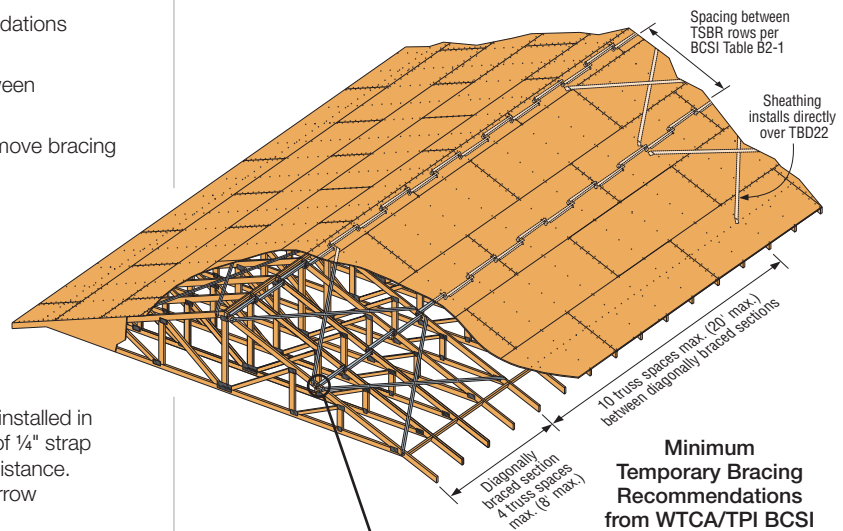 dations
veen
move bracing
installed in
of ¼" strap
istance.
rrow
Spacing between
TSBR rows per
BCSI Table B2-1
Sheathing
installs directly
over TBD22
10 truss spaces max. (20' max.)
between diagonally braced sections
Diagonally
braced section
4 truss spaces
max. (8' max.)
Minimum
Temporary Bracing
Recommendations
from WTCA/TPI BCSI